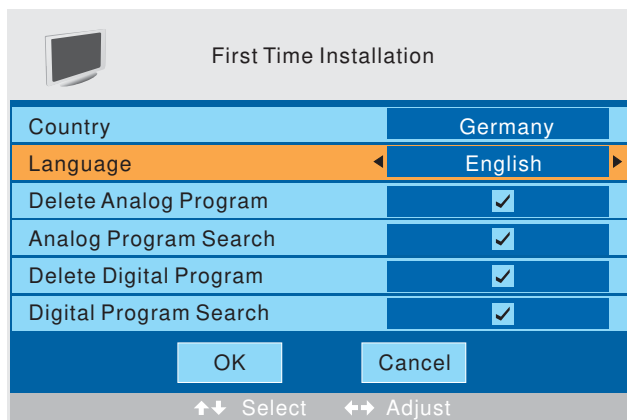 First Time Installation
Country Germany
Language English
Delete Analog Program
Analog Program Search
Delete Digital Program
Digital Program Search
OK Cancel
Select Adjust